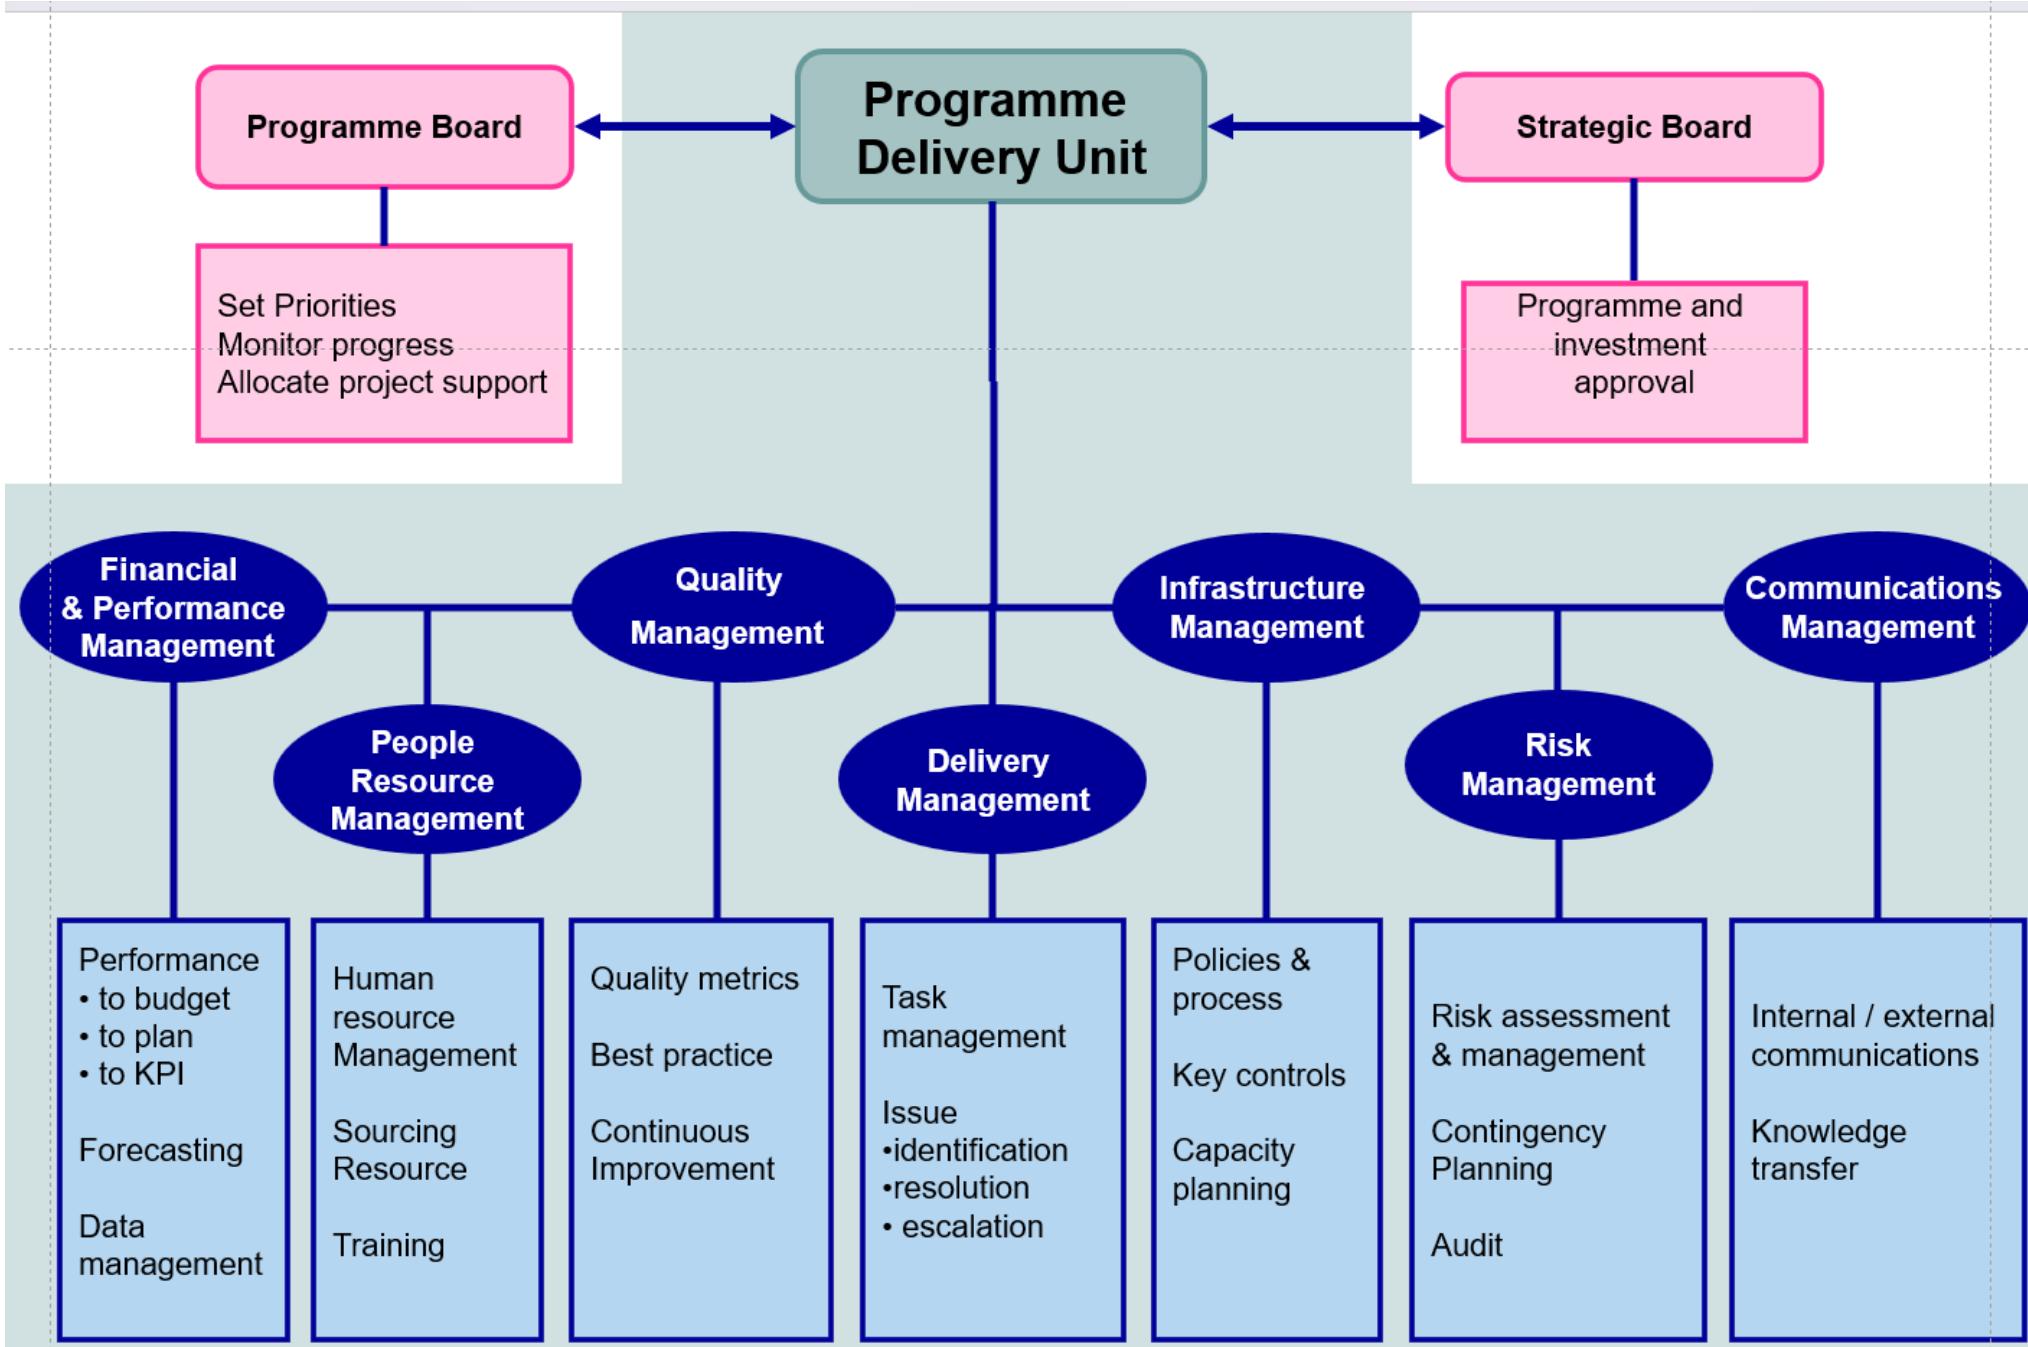 Programme Board
Programme
Delivery Unit
Strategic Board
Set Priorities
Monitor progress
Allocate project support
Programme and
investment
approval
Financial
& Performance
Management
Quality
Management
Infrastructure
Management
Communications
Management
People
Resource
Management
Delivery
Management
Risk
Management
Performance
• to budget
• to plan
• to KPI
Forecasting
Data
management
Human
resource
Management
Sourcing
Resource
Training
Quality metrics
Best practice
Continuous
Improvement
Task
management
Issue
•identification
•resolution
• escalation
Policies &
process
Key controls
Capacity
planning
Risk assessment
& management
Contingency
Planning
Audit
Internal / external
communications
Knowledge
transfer